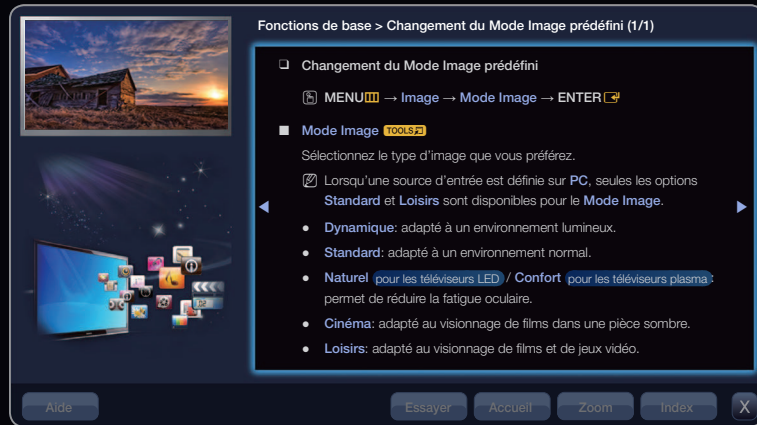 Fonctions de base > Changement du Mode Image prédéfini (1/1)
❑ Changement du Mode Image prédéfini
MENU → Image → Mode Image → ENTER
■ Mode Image TOOLS
Sélectionnez le type d’image que vous préférez.
Lorsqu’une source d’entrée est définie sur PC, seules les options
Standard et Loisirs sont disponibles pour le Mode Image.
● Dynamique: adapté à un environnement lumineux.
● Standard: adapté à un environnement normal.
● Naturel pour les téléviseurs LED / Confort pour les téléviseurs plasma :
permet de réduire la fatigue oculaire.
● Cinéma: adapté au visionnage de films dans une pièce sombre.
● Loisirs: adapté au visionnage de films et de jeux vidéo.
Aide Essayer Accueil Zoom Index X